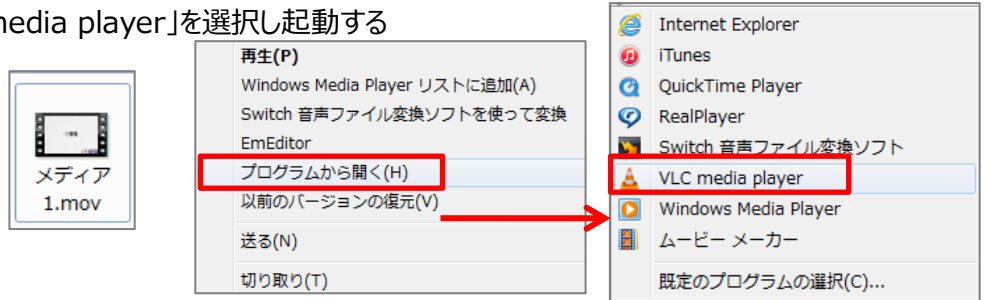 media player」を選択し起動する
メディア
1.mov
再生(P)
Windows Media Player リストに追加(A)
Switch 音声ファイル変換ソフトを使って変換
EmEditor
プログラムから開く(H)
以前のバージョンの復元(V)
送る(N)
切り取り(T)
Internet Explorer
iTunes
QuickTime Player
RealPlayer
Switch 音声ファイル変換ソフト
VLC media player
Windows Media Player
ムービー メーカー
既定のプログラムの選択(C)...